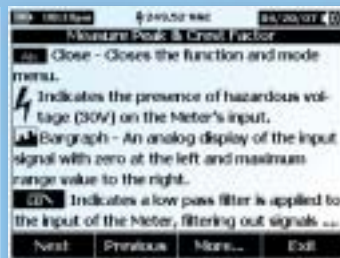 04/20/07
Measure Peak & Crest Factor
Close - Closes the function and mode
menu.
Indicates the presence of hazardous vol-
tage (30V) on the Meter's input.
Bargraph - An analog display of the input
signal with zero at the left and maximum
range value to the right.
Indicates a low pass filter is applied to
the input of the Meter, filtering out signals ...
Next Previous More... Exit